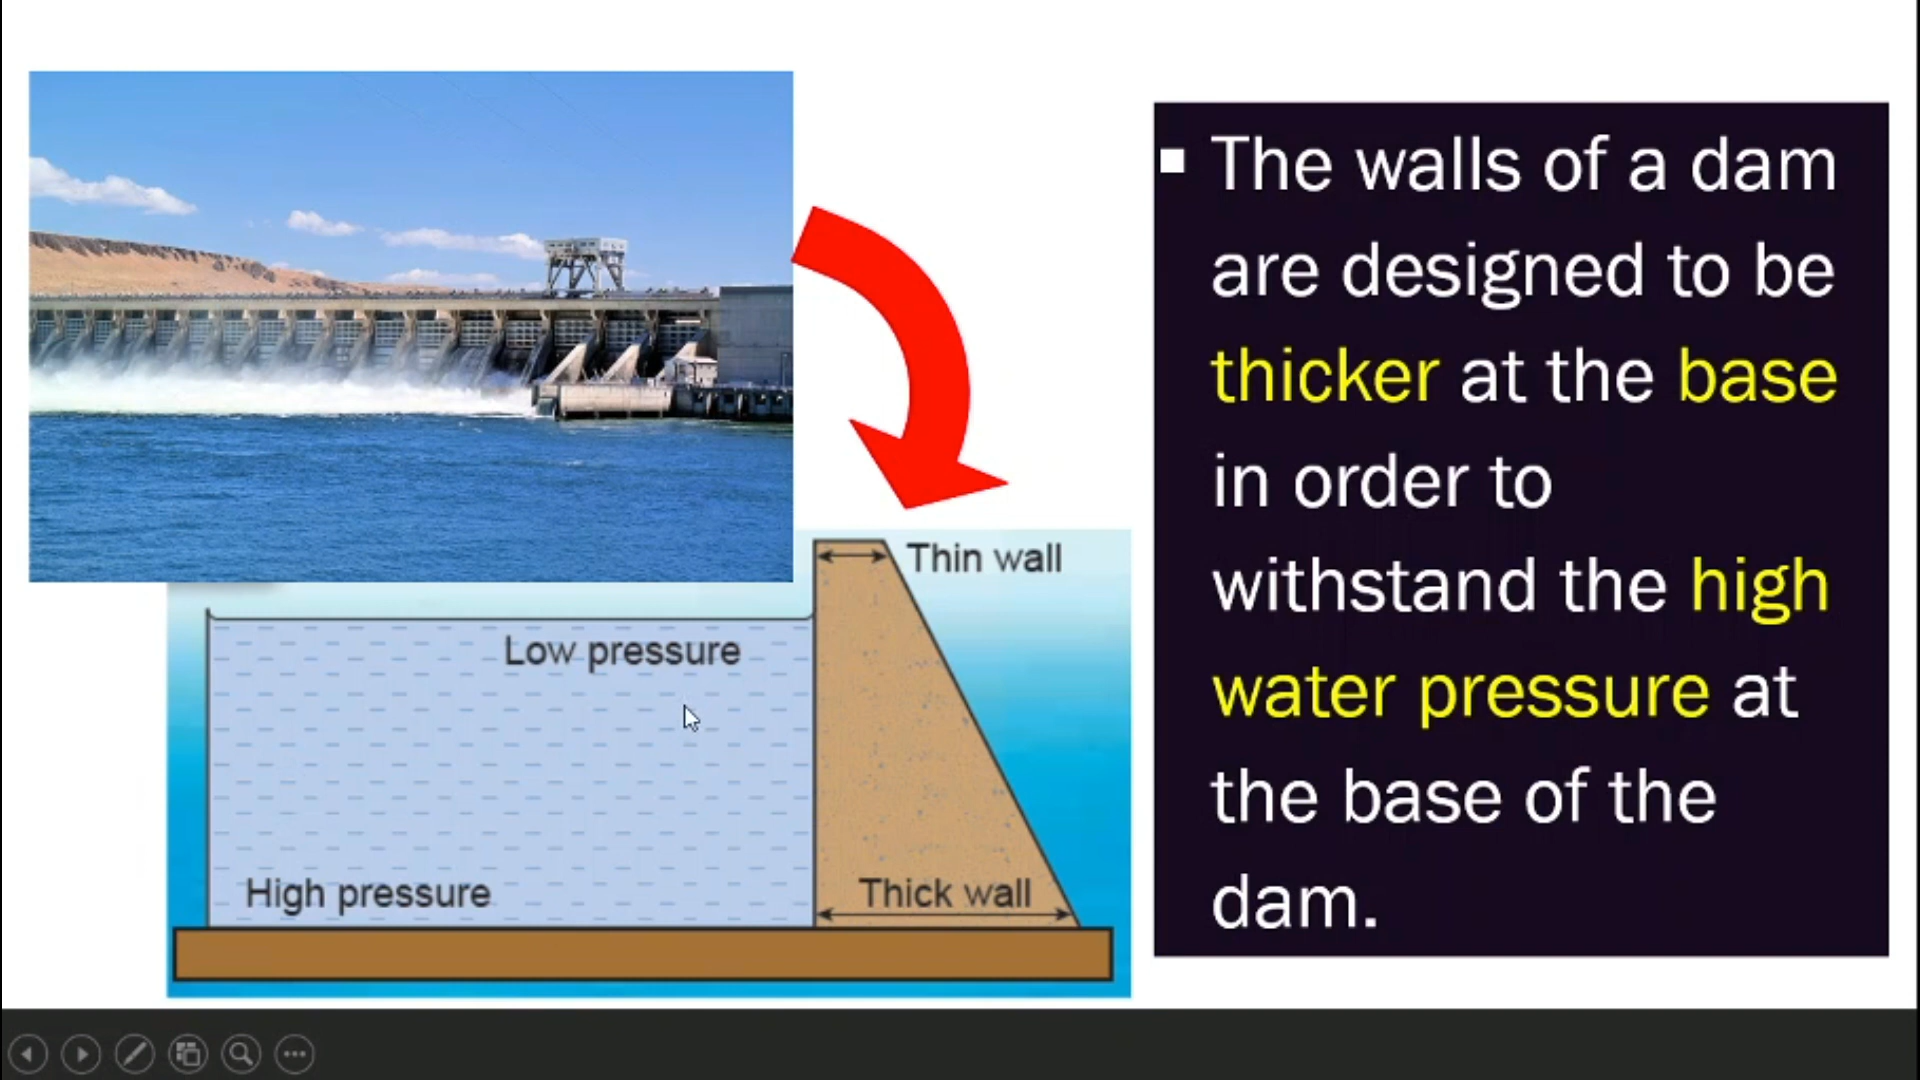 Thin wall
Low pressure
High pressure
Thick wall
▪ The walls of a dam
are designed to be
thicker at the base
in order to
withstand the high
water pressure at
the base of the
dam.